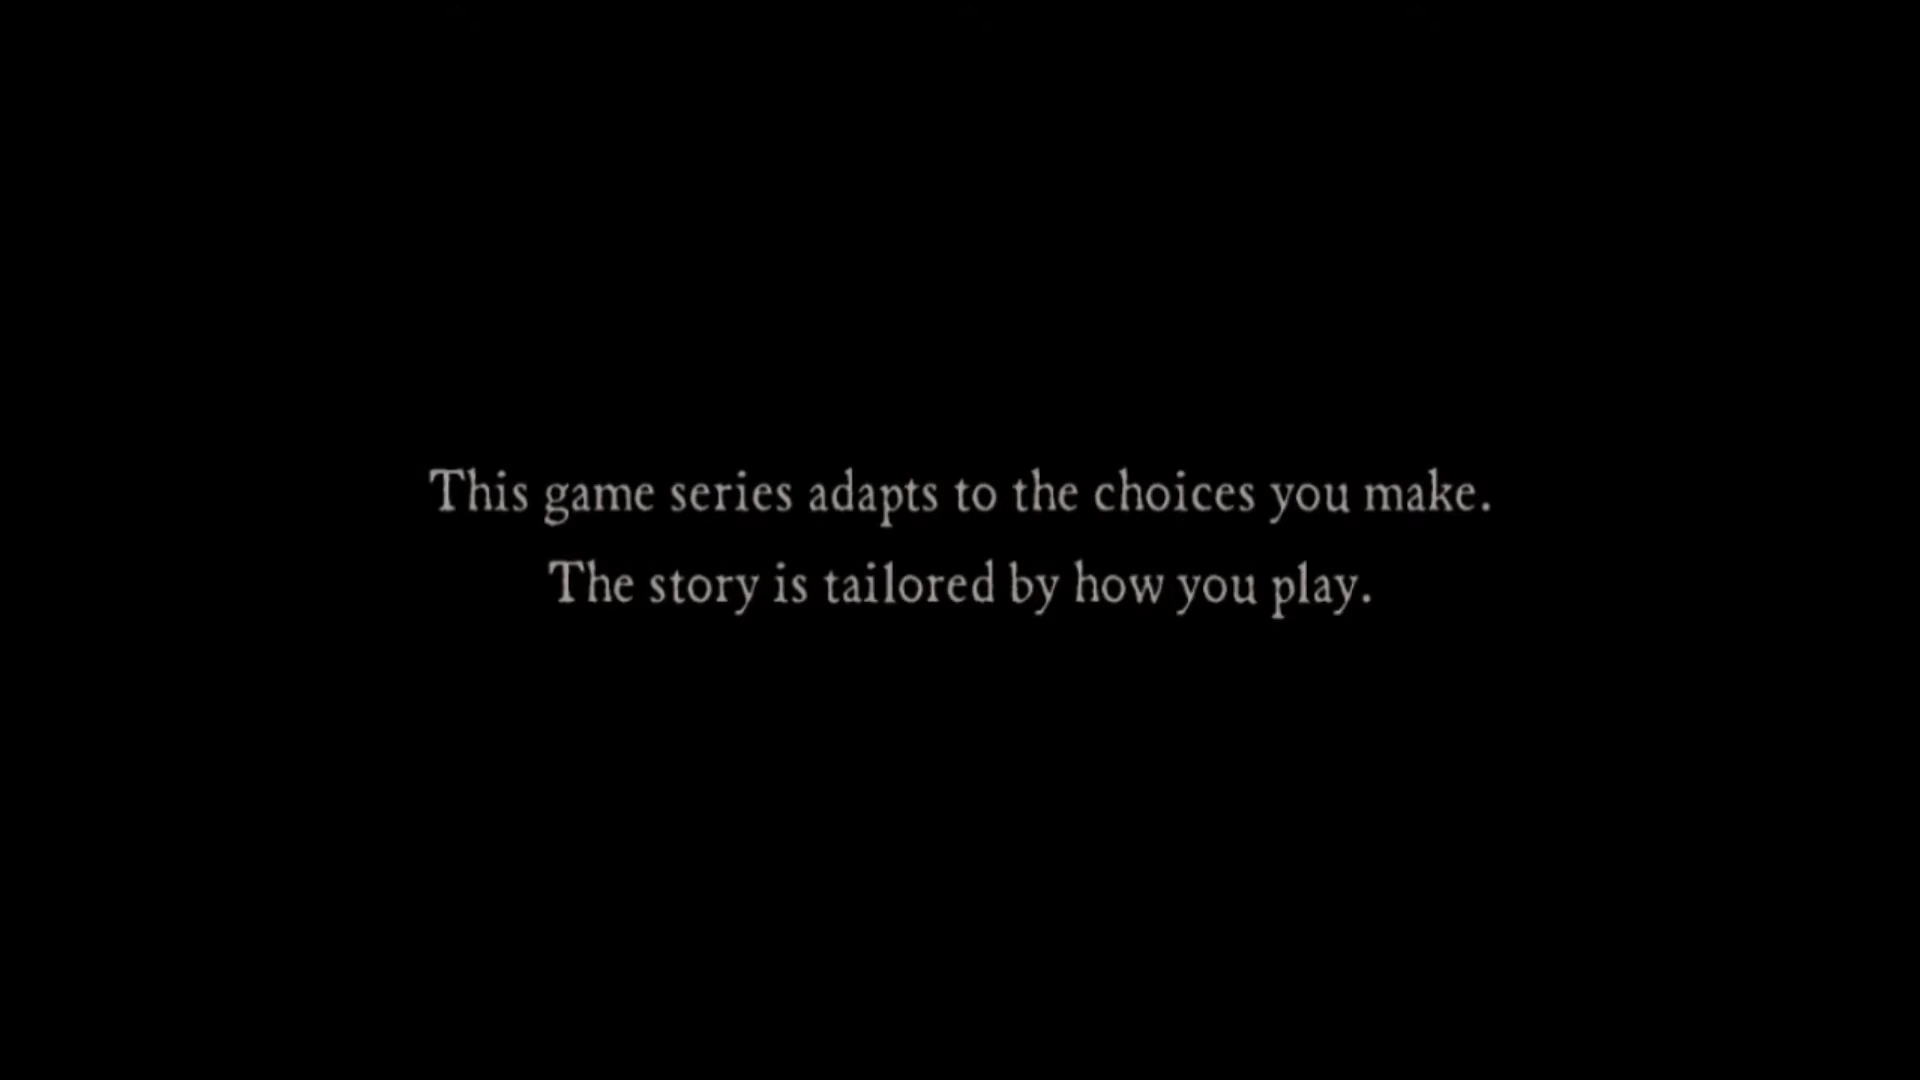 This game series adapts to the choices you make.
The story is tailored by how you play.